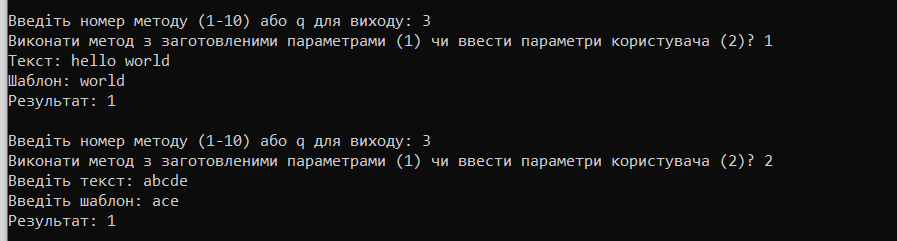 Введіть номер методу (1-10) або q для виходу: 3
Виконати метод з заготовленими параметрами (1) чи ввести параметри користувача (2)? 1
Текст: hello world
Шаблон: world
Результат: 1
Введіть номер методу (1-10) або q для виходу: 3
Виконати метод з заготовленими параметрами (1) чи ввести параметри користувача (2)? 2
Введіть текст: abcde
Введіть шаблон: ace
Результат: 1